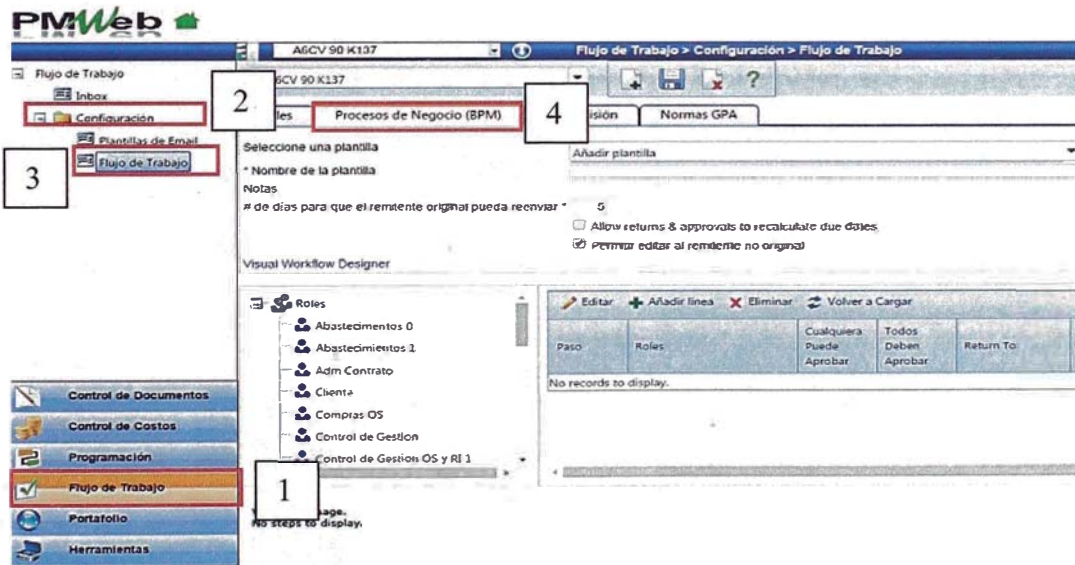 PMWeb
A6CV 90 K137
Flujo de Trabajo > Configuración > Flujo de Trabajo
Flujo de Trabajo
Inbox
Configuración
Plantillas de Email
Flujo de Trabajo
2
3
6CV 90 K137
les
Procesos de Negocio (BPM)
4
isión
Normas GPA
Seleccione una plantilla
Añadir plantilla
* Nombre de la plantilla
Notas
# de días para que el remitente original pueda reenviar *
5
Allow returns & approvals to recalculate due dates
Permitir editar al remitente no original
Visual Workflow Designer
Roles
Abastecimentos 0
Abastecimientos 1
Adm Contrato
Cliente
Compras OS
Control de Gestion
Control de Gestion OS y RI 1
Editar
Añadir línea
Eliminar
Volver a Cargar
Paso
Roles
Cualquiera Puede Aprobar
Todos Deben Aprobar
Return To
No records to display.
Control de Documentos
Control de Costos
Programación
Flujo de Trabajo
Portafolio
Herramientas
1
age.
No steps to display.